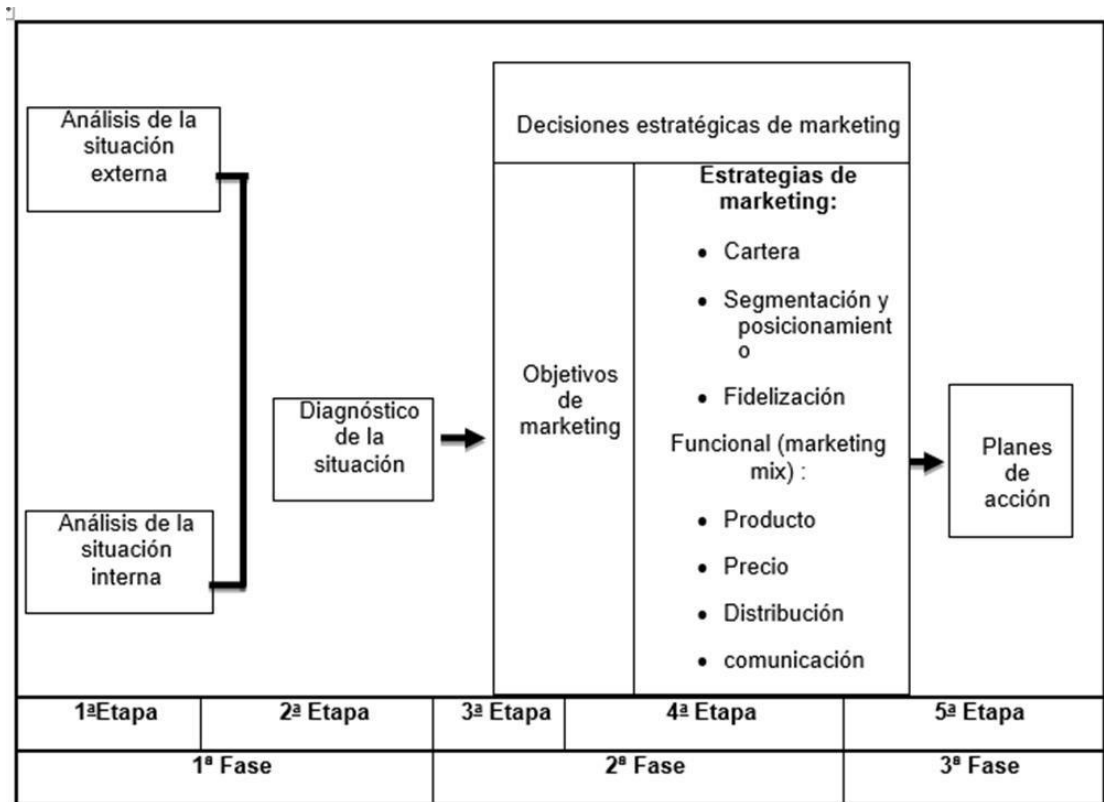 Análisis de la
situación
externa
Análisis de la
situación
interna
Diagnóstico
de la
situación
Decisiones estratégicas de marketing
Objetivos
de
marketing
Estrategias de
marketing:
• Cartera
• Segmentación y
posicionamient
o
• Fidelización
Funcional (marketing
mix) :
• Producto
• Precio
• Distribución
• comunicación
Planes
de
acción
1ªEtapa
2ª Etapa
3ª Etapa
4ª Etapa
5ª Etapa
1ª Fase
2ª Fase
3ª Fase